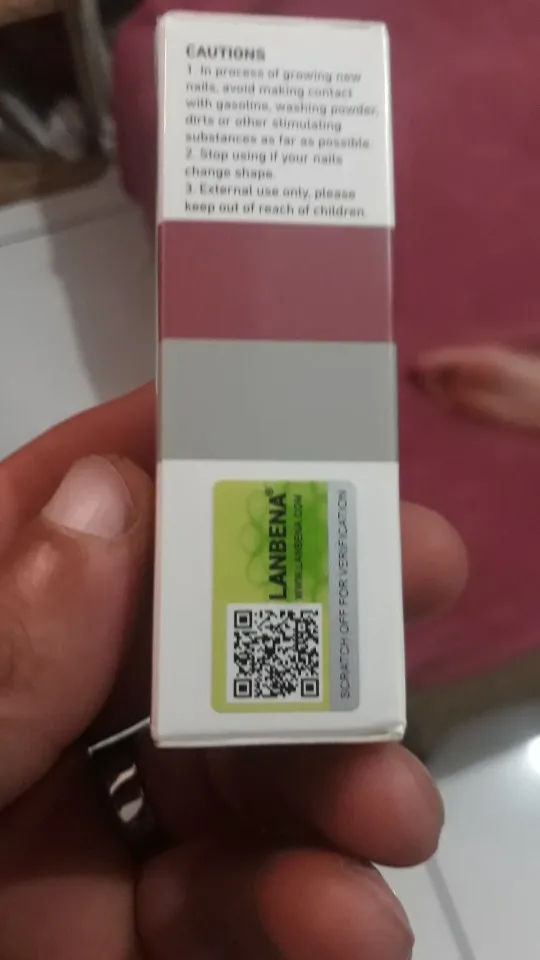 CAUTIONS
1. In process of growing new
nails, avoid making contact
with gasoline, washing powder,
dirts or other stimulating
substances as far as possible.
2. Stop using if your nails
change shape.
3. External use only, please
keep out of reach of children.
LANBENA®
WWW.LANBENA.COM
SCRATCH OFF FOR VERIFICATION